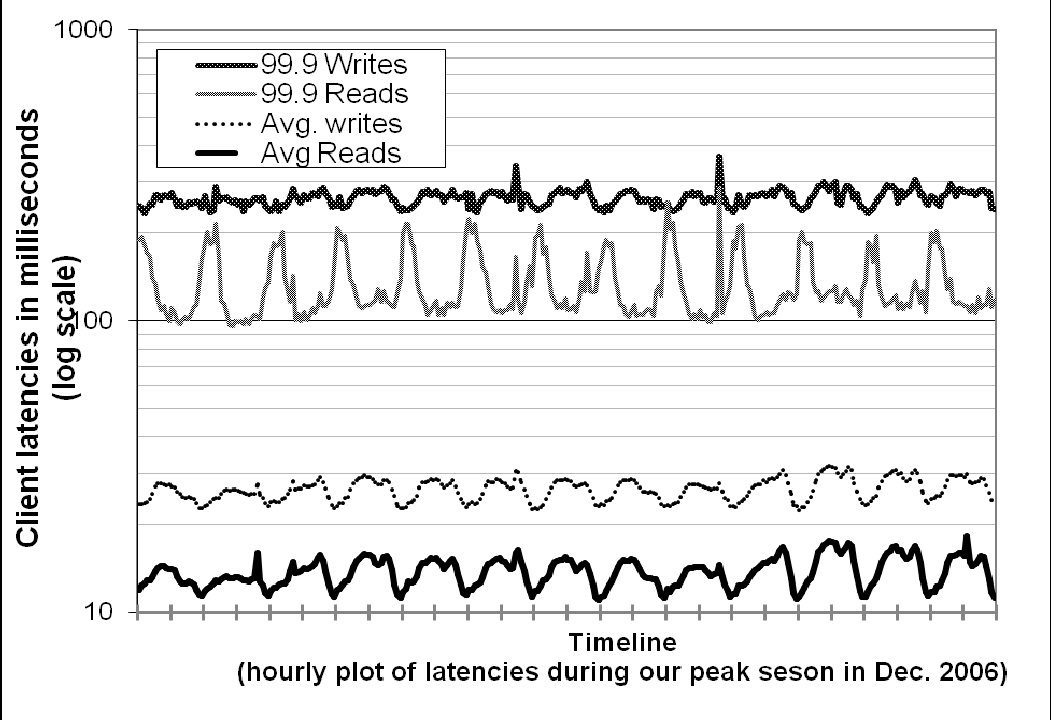 1000
99.9 Writes
99.9 Reads
Avg. writes
Avg Reads
Client latencies in milliseconds
(log scale)
100
10
Timeline
(hourly plot of latencies during our peak seson in Dec. 2006)